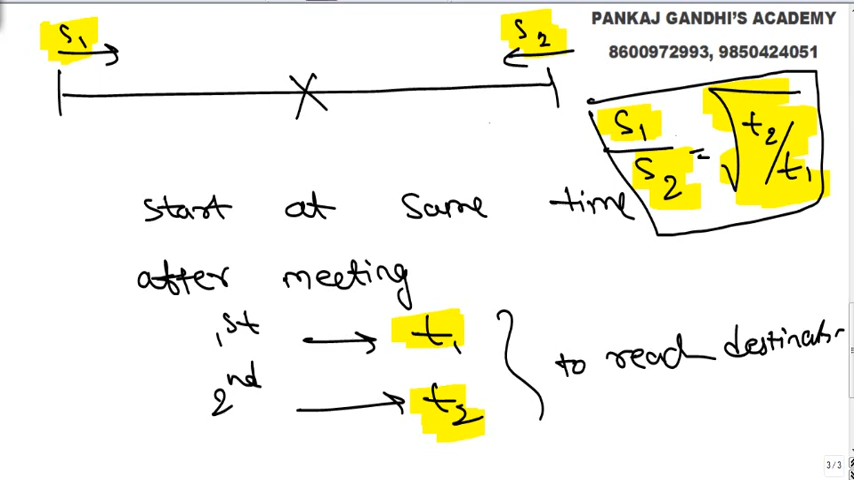 PANKAJ GANDHI'S ACADEMY
8600972993, 9850424051
S1
S2
S1/S2 = √t2/t1
start at same time
after meeting
1st → t1
2nd → t2
to read destinatn
3/3